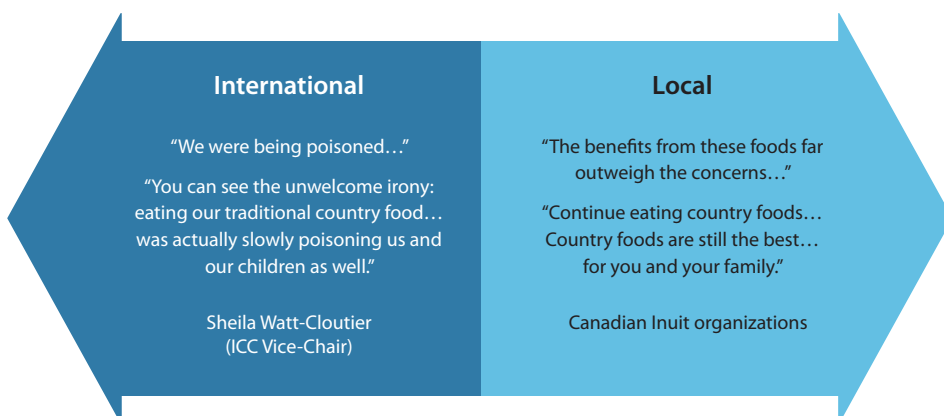 International
“We were being poisoned…”
“You can see the unwelcome irony:
eating our traditional country food…
was actually slowly poisoning us and
our children as well.”
Sheila Watt-Cloutier
(ICC Vice-Chair)
Local
“The benefits from these foods far
outweigh the concerns…”
“Continue eating country foods…
Country foods are still the best…
for you and your family.”
Canadian Inuit organizations